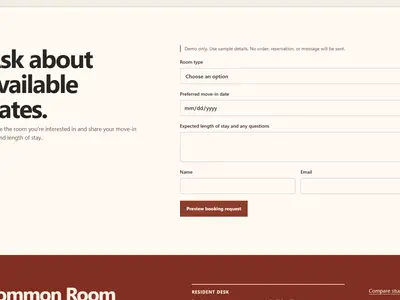 sk about
vailable
ates.
e the room you're interested in and share your move-in
nd length of stay.
Demo only. Use sample details. No order, reservation, or message will be sent.
Room type
Choose an option
Preferred move-in date
mm/dd/yyyy
Expected length of stay and any questions
Name
Email
Preview booking request
ommon Room
RESIDENT DESK
Compare stu